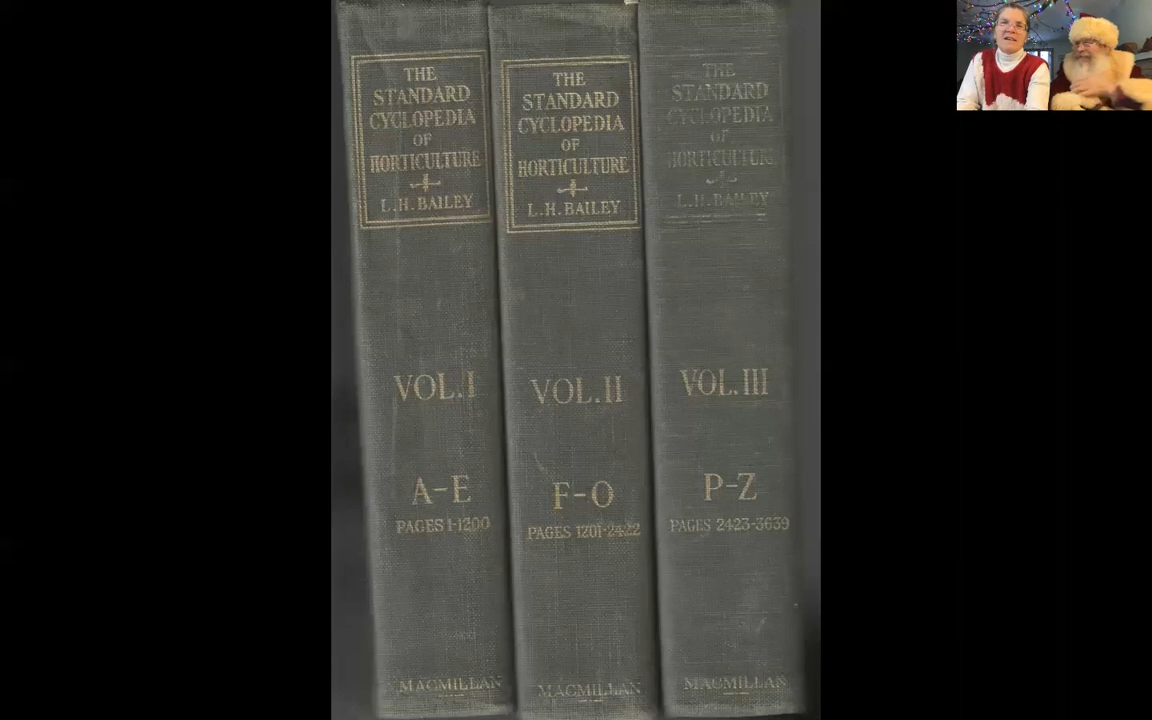 THE
STANDARD
CYCLOPEDIA
OF
HORTICULTURE
L.H. BAILEY
VOL. I
A-E
PAGES 1-1200
MACMILLAN
THE
STANDARD
CYCLOPEDIA
OF
HORTICULTURE
L.H. BAILEY
VOL. II
F-O
PAGES 1201-2422
MACMILLAN
THE
STANDARD
CYCLOPEDIA
OF
HORTICULTURE
L.H. BAILEY
VOL. III
P-Z
PAGES 2423-3639
MACMILLAN